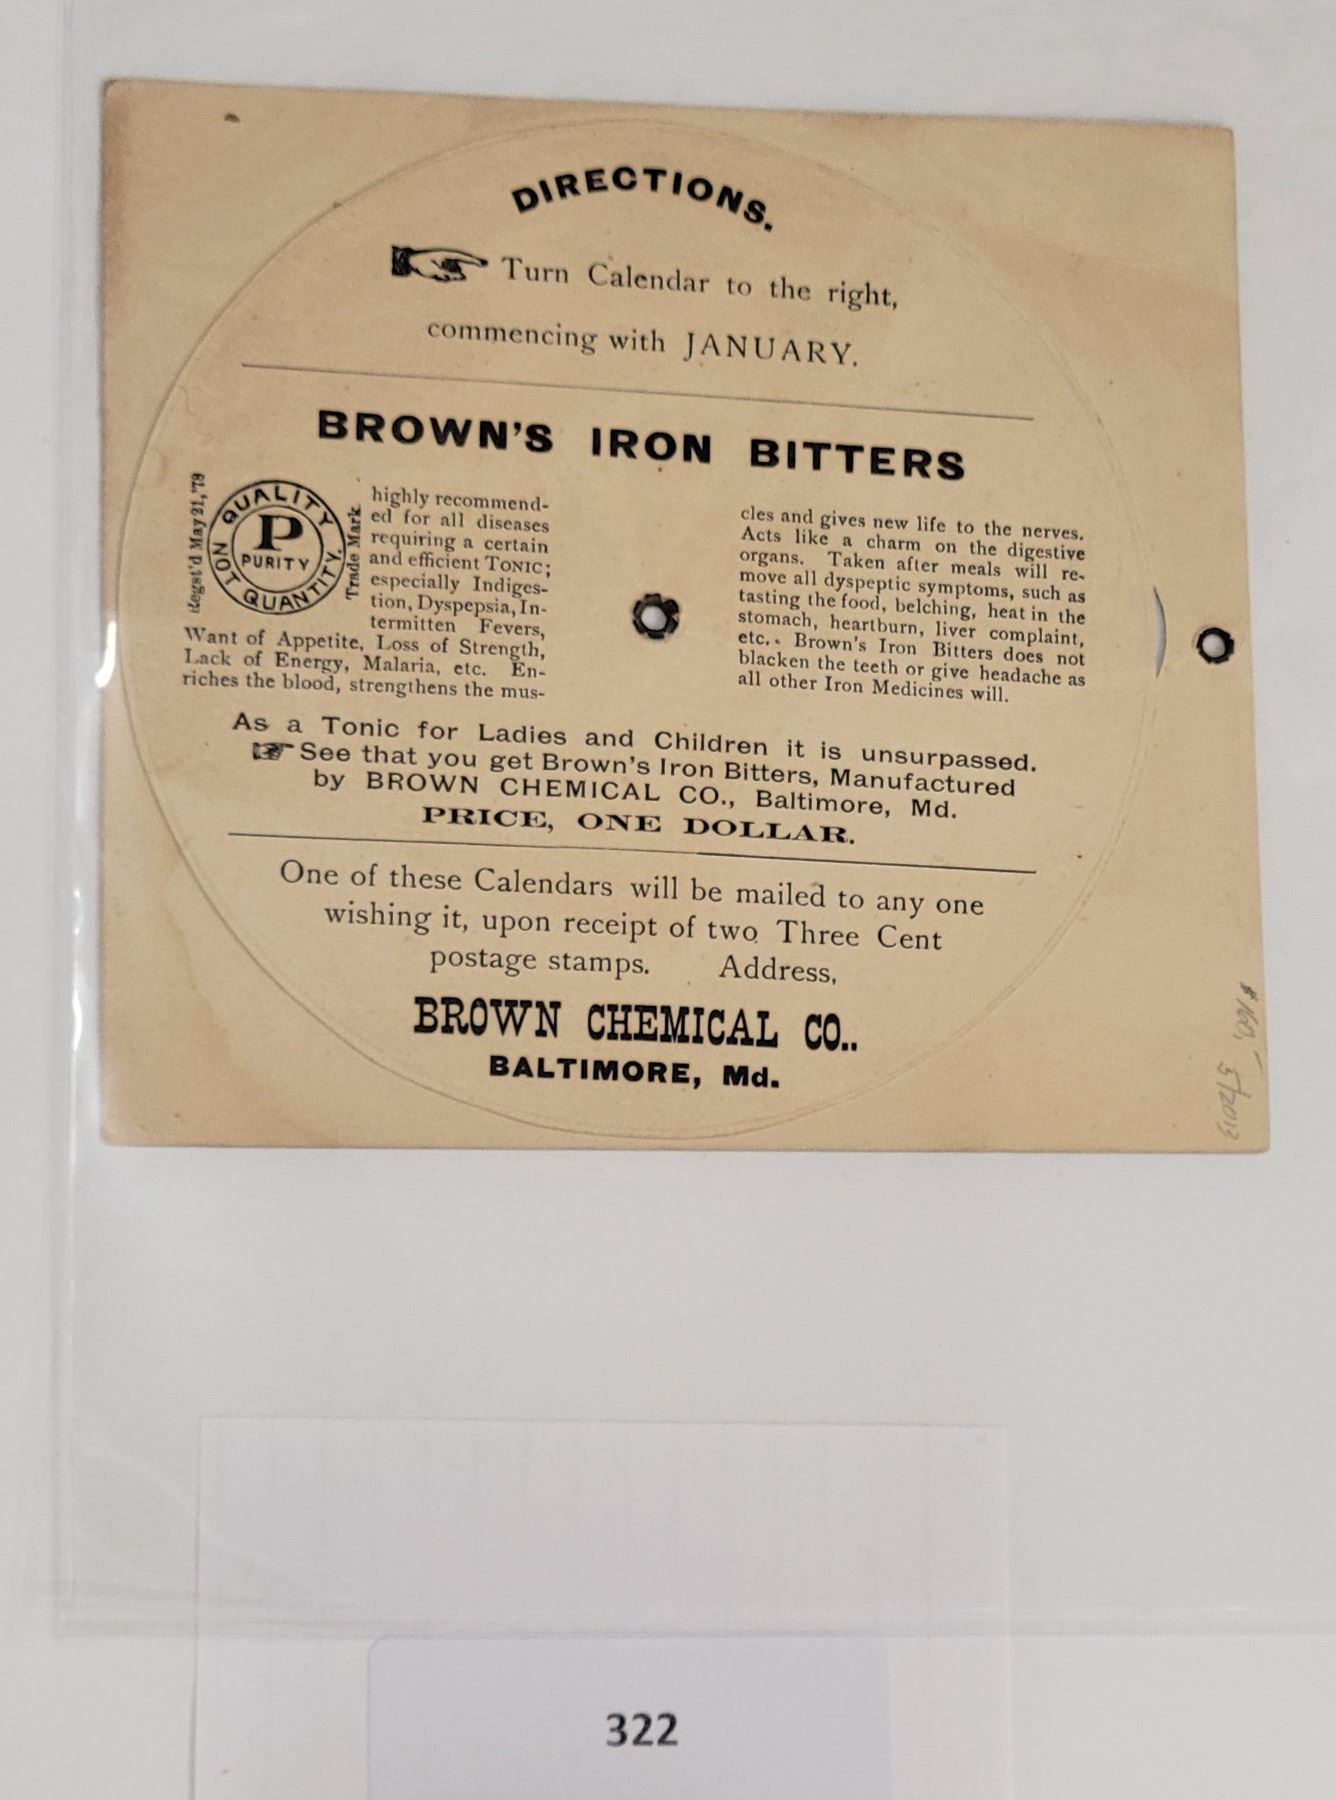 DIRECTIONS.
Turn Calendar to the right,
commencing with JANUARY.
BROWN'S IRON BITTERS
Regst'd May 21, '79
QUALITY NOT QUANTITY.
P
PURITY
Trade Mark.
highly recommend-
ed for all diseases
requiring a certain
and efficient TONIC;
especially Indiges-
tion, Dyspepsia, In-
termitten Fevers,
Want of Appetite, Loss of Strength,
Lack of Energy, Malaria, etc. En-
riches the blood, strengthens the mus-
cles and gives new life to the nerves.
Acts like a charm on the digestive
organs. Taken after meals will re-
move all dyspeptic symptoms, such as
tasting the food, belching, heat in the
stomach, heartburn, liver complaint,
etc. Brown's Iron Bitters does not
blacken the teeth or give headache as
all other Iron Medicines will.
As a Tonic for Ladies and Children it is unsurpassed.
See that you get Brown's Iron Bitters, Manufactured
by BROWN CHEMICAL CO., Baltimore, Md.
PRICE, ONE DOLLAR.
One of these Calendars will be mailed to any one
wishing it, upon receipt of two Three Cent
postage stamps. Address,
BROWN CHEMICAL CO..
BALTIMORE, Md.
$160,
5/2013
322